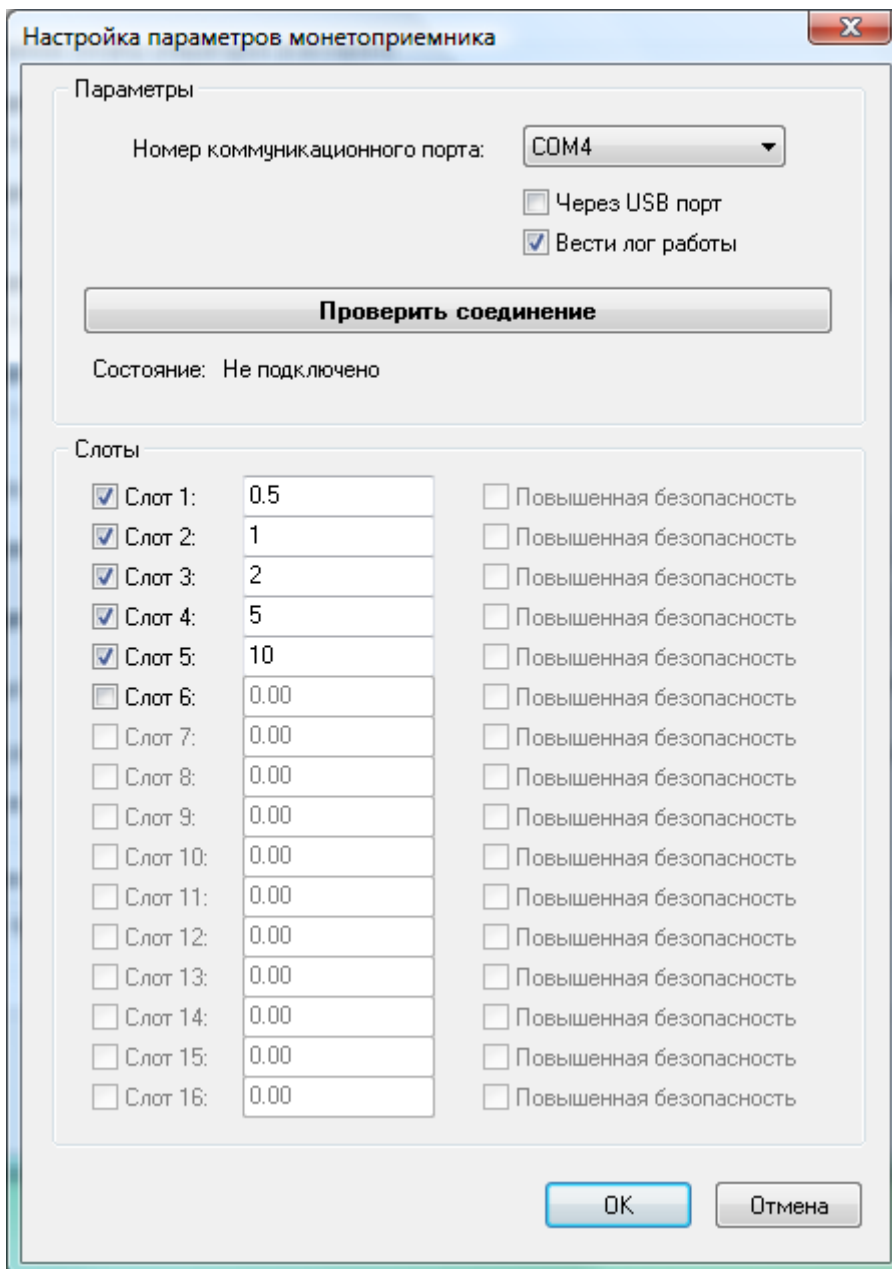 Настройка параметров монетоприемника
Параметры
Номер коммуникационного порта: COM4
Через USB порт
Вести лог работы
Проверить соединение
Состояние: Не подключено
Слоты
Слот 1: 0.5 Повышенная безопасность
Слот 2: 1 Повышенная безопасность
Слот 3: 2 Повышенная безопасность
Слот 4: 5 Повышенная безопасность
Слот 5: 10 Повышенная безопасность
Слот 6: 0.00 Повышенная безопасность
Слот 7: 0.00 Повышенная безопасность
Слот 8: 0.00 Повышенная безопасность
Слот 9: 0.00 Повышенная безопасность
Слот 10: 0.00 Повышенная безопасность
Слот 11: 0.00 Повышенная безопасность
Слот 12: 0.00 Повышенная безопасность
Слот 13: 0.00 Повышенная безопасность
Слот 14: 0.00 Повышенная безопасность
Слот 15: 0.00 Повышенная безопасность
Слот 16: 0.00 Повышенная безопасность
OK Отмена